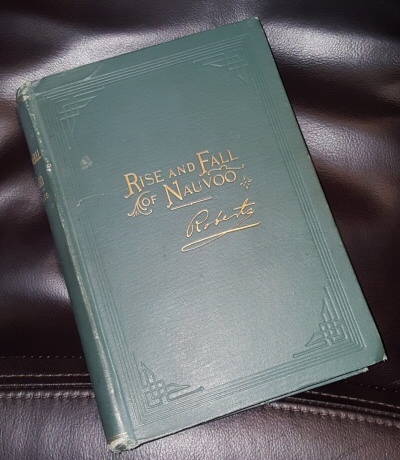 RISE AND FALL
OF NAUVOO
Roberts